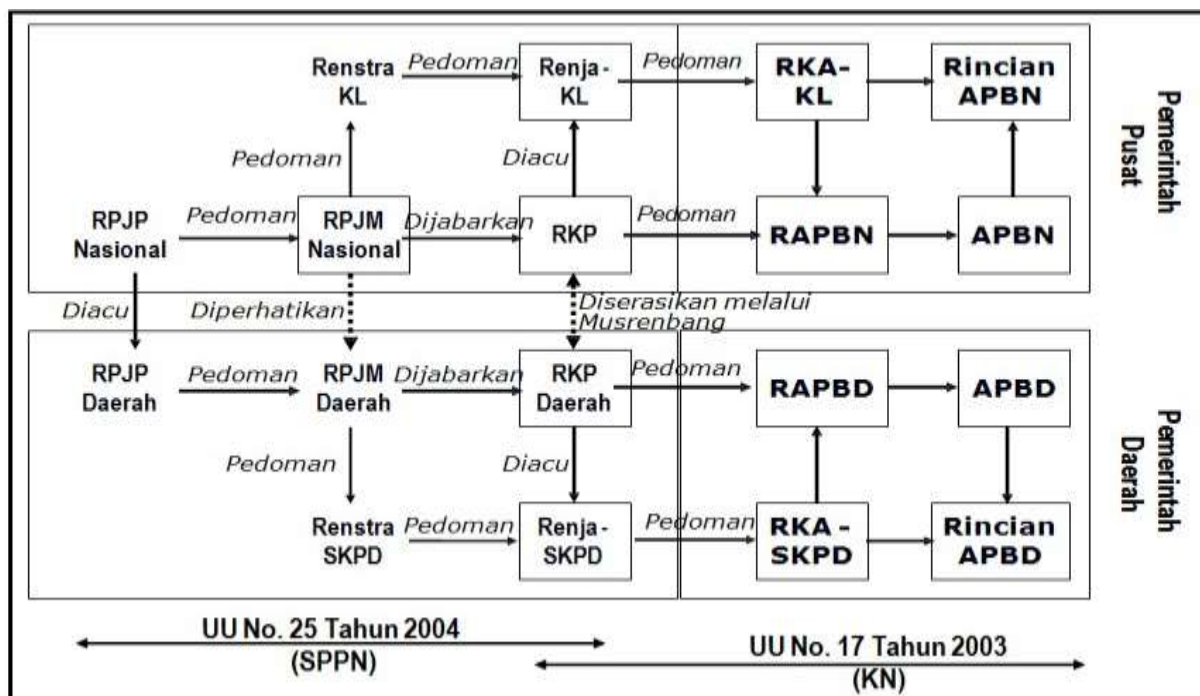 Renstra
KL
Pedoman
Renja -
KL
Pedoman
RKA-
KL
Rincian
APBN
Pedoman
Diacu
RPJP
Nasional
Pedoman
RPJM
Nasional
Dijabarkan
RKP
Pedoman
RAPBN
APBN
Pemerintah
Pusat
Diacu
Diperhatikan
Diserasikan melalui
Musrenbang
RPJP
Daerah
Pedoman
RPJM
Daerah
Dijabarkan
RKP
Daerah
Pedoman
RAPBD
APBD
Pedoman
Diacu
Renstra
SKPD
Pedoman
Renja-
SKPD
Pedoman
RKA -
SKPD
Rincian
APBD
Pemerintah
Daerah
UU No. 25 Tahun 2004
(SPPN)
UU No. 17 Tahun 2003
(KN)